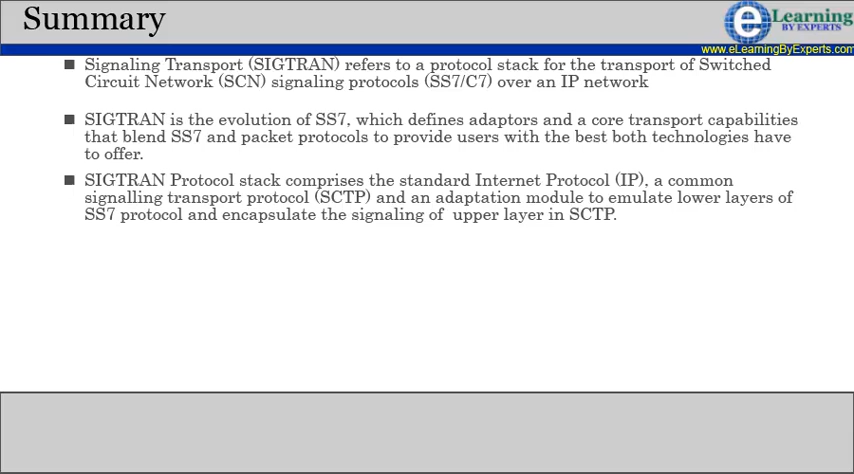 Summary
eLearning
BY EXPERTS
www.eLearningByExperts.com
Signaling Transport (SIGTRAN) refers to a protocol stack for the transport of Switched
Circuit Network (SCN) signaling protocols (SS7/C7) over an IP network
SIGTRAN is the evolution of SS7, which defines adaptors and a core transport capabilities
that blend SS7 and packet protocols to provide users with the best both technologies have
to offer.
SIGTRAN Protocol stack comprises the standard Internet Protocol (IP), a common
signalling transport protocol (SCTP) and an adaptation module to emulate lower layers of
SS7 protocol and encapsulate the signaling of upper layer in SCTP.